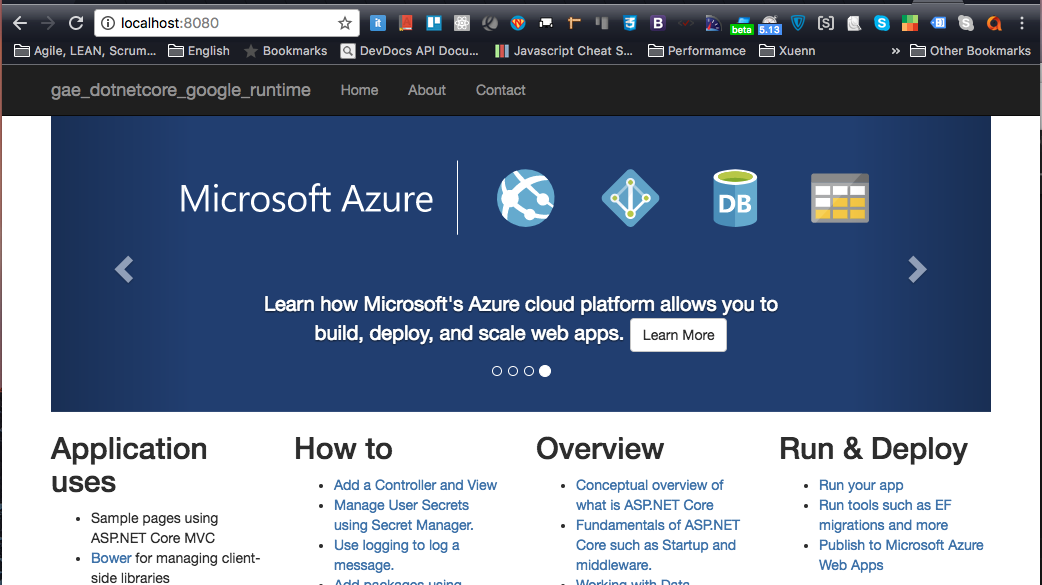 localhost:8080
beta
5.13
Agile, LEAN, Scrum... English Bookmarks DevDocs API Docu... Javascript Cheat S... Performamce Xuenn » Other Bookmarks
gae_dotnetcore_google_runtime Home About Contact
Microsoft Azure
DB
Learn how Microsoft's Azure cloud platform allows you to
build, deploy, and scale web apps. Learn More
Application
uses
Sample pages using
ASP.NET Core MVC
Bower for managing client-
side libraries
How to
Add a Controller and View
Manage User Secrets
using Secret Manager.
Use logging to log a
message.
Add packages using
Overview
Conceptual overview of
what is ASP.NET Core
Fundamentals of ASP.NET
Core such as Startup and
middleware.
Working with Data
Run & Deploy
Run your app
Run tools such as EF
migrations and more
Publish to Microsoft Azure
Web Apps